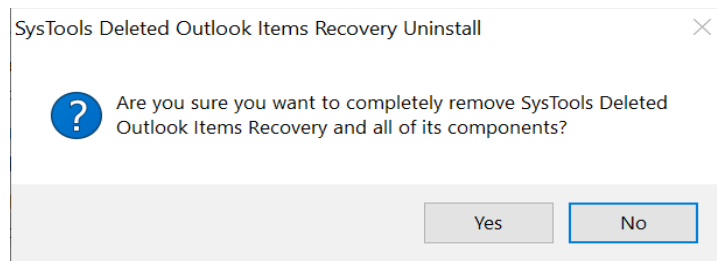 SysTools Deleted Outlook Items Recovery Uninstall
Are you sure you want to completely remove SysTools Deleted
Outlook Items Recovery and all of its components?
Yes No